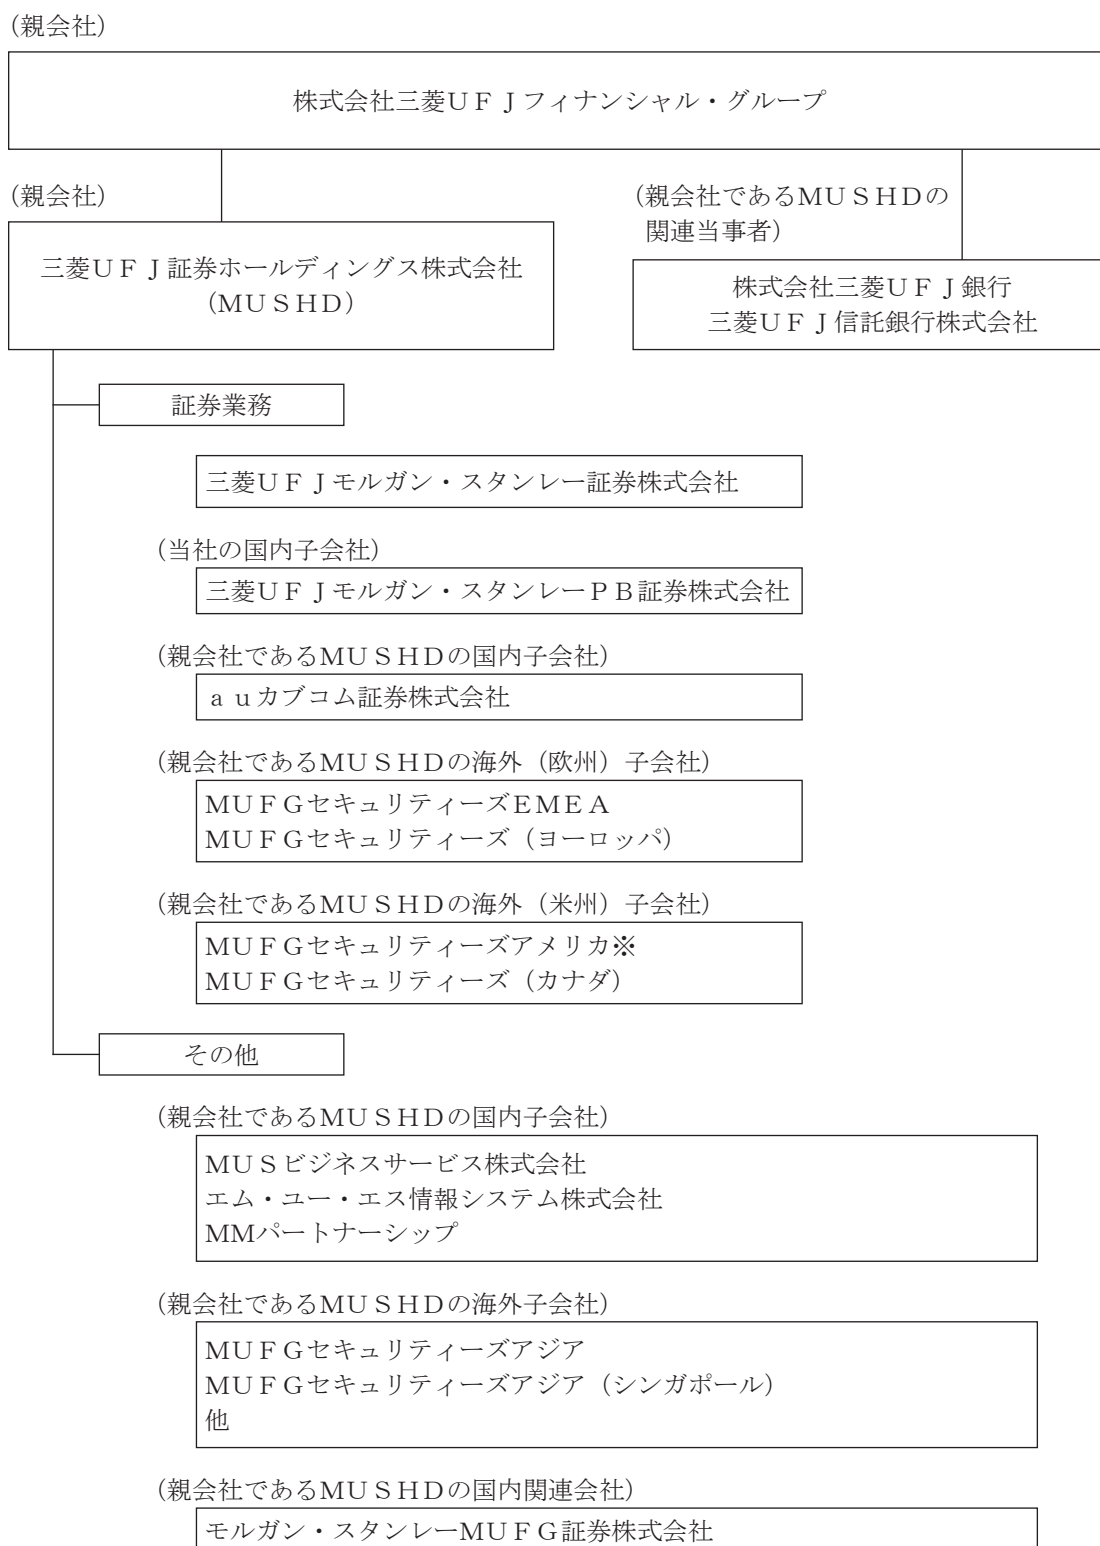 （親会社）
株式会社三菱ＵＦＪフィナンシャル・グループ
（親会社）
三菱ＵＦＪ証券ホールディングス株式会社
（MUＳHD）
（親会社であるMUＳHDの
関連当事者）
株式会社三菱ＵＦＪ銀行
三菱ＵＦＪ信託銀行株式会社
証券業務
三菱ＵＦＪモルガン・スタンレー証券株式会社
（当社の国内子会社）
三菱ＵＦＪモルガン・スタンレーＰＢ証券株式会社
（親会社であるMUＳHDの国内子会社）
ａｕカブコム証券株式会社
（親会社であるMUＳHDの海外（欧州）子会社）
MUＦGセキュリティーズEMEA
MUＦGセキュリティーズ（ヨーロッパ）
（親会社であるMUＳHDの海外（米州）子会社）
MUＦGセキュリティーズアメリカ※
MUＦGセキュリティーズ（カナダ）
その他
（親会社であるMUＳHDの国内子会社）
MUＳビジネスサービス株式会社
エム・ユー・エス情報システム株式会社
MMパートナーシップ
（親会社であるMUＳHDの海外子会社）
MUＦGセキュリティーズアジア
MUＦGセキュリティーズアジア（シンガポール）
他
（親会社であるMUＳHDの国内関連会社）
モルガン・スタンレーMUＦG証券株式会社